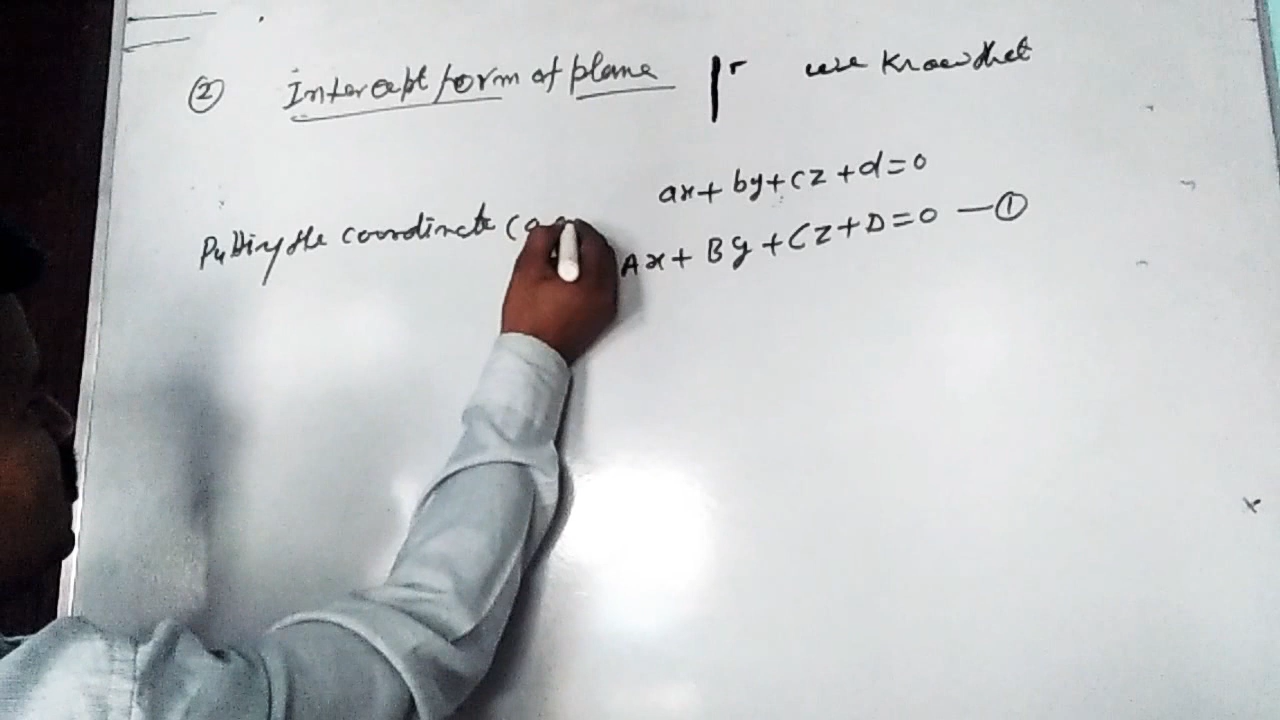 ② Intercept form of plane we know that
ax + by + cz + d = 0
Ax + By + Cz + D = 0 — ①
Putting the coordinate (